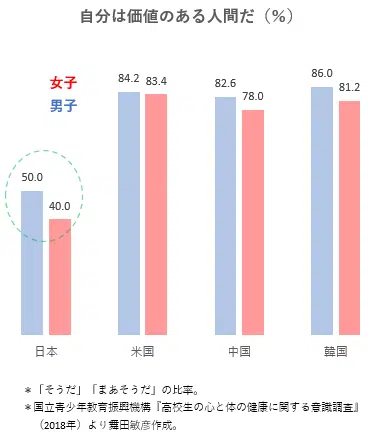 自分は価値のある人間だ（%）
女子
男子
50.0
40.0
84.2
83.4
82.6
78.0
86.0
81.2
日本
米国
中国
韓国
＊「そうだ」「まあそうだ」の比率。
＊国立青少年教育振興機構『高校生の心と体の健康に関する意識調査』
（2018年）より舞田敏彦作成。